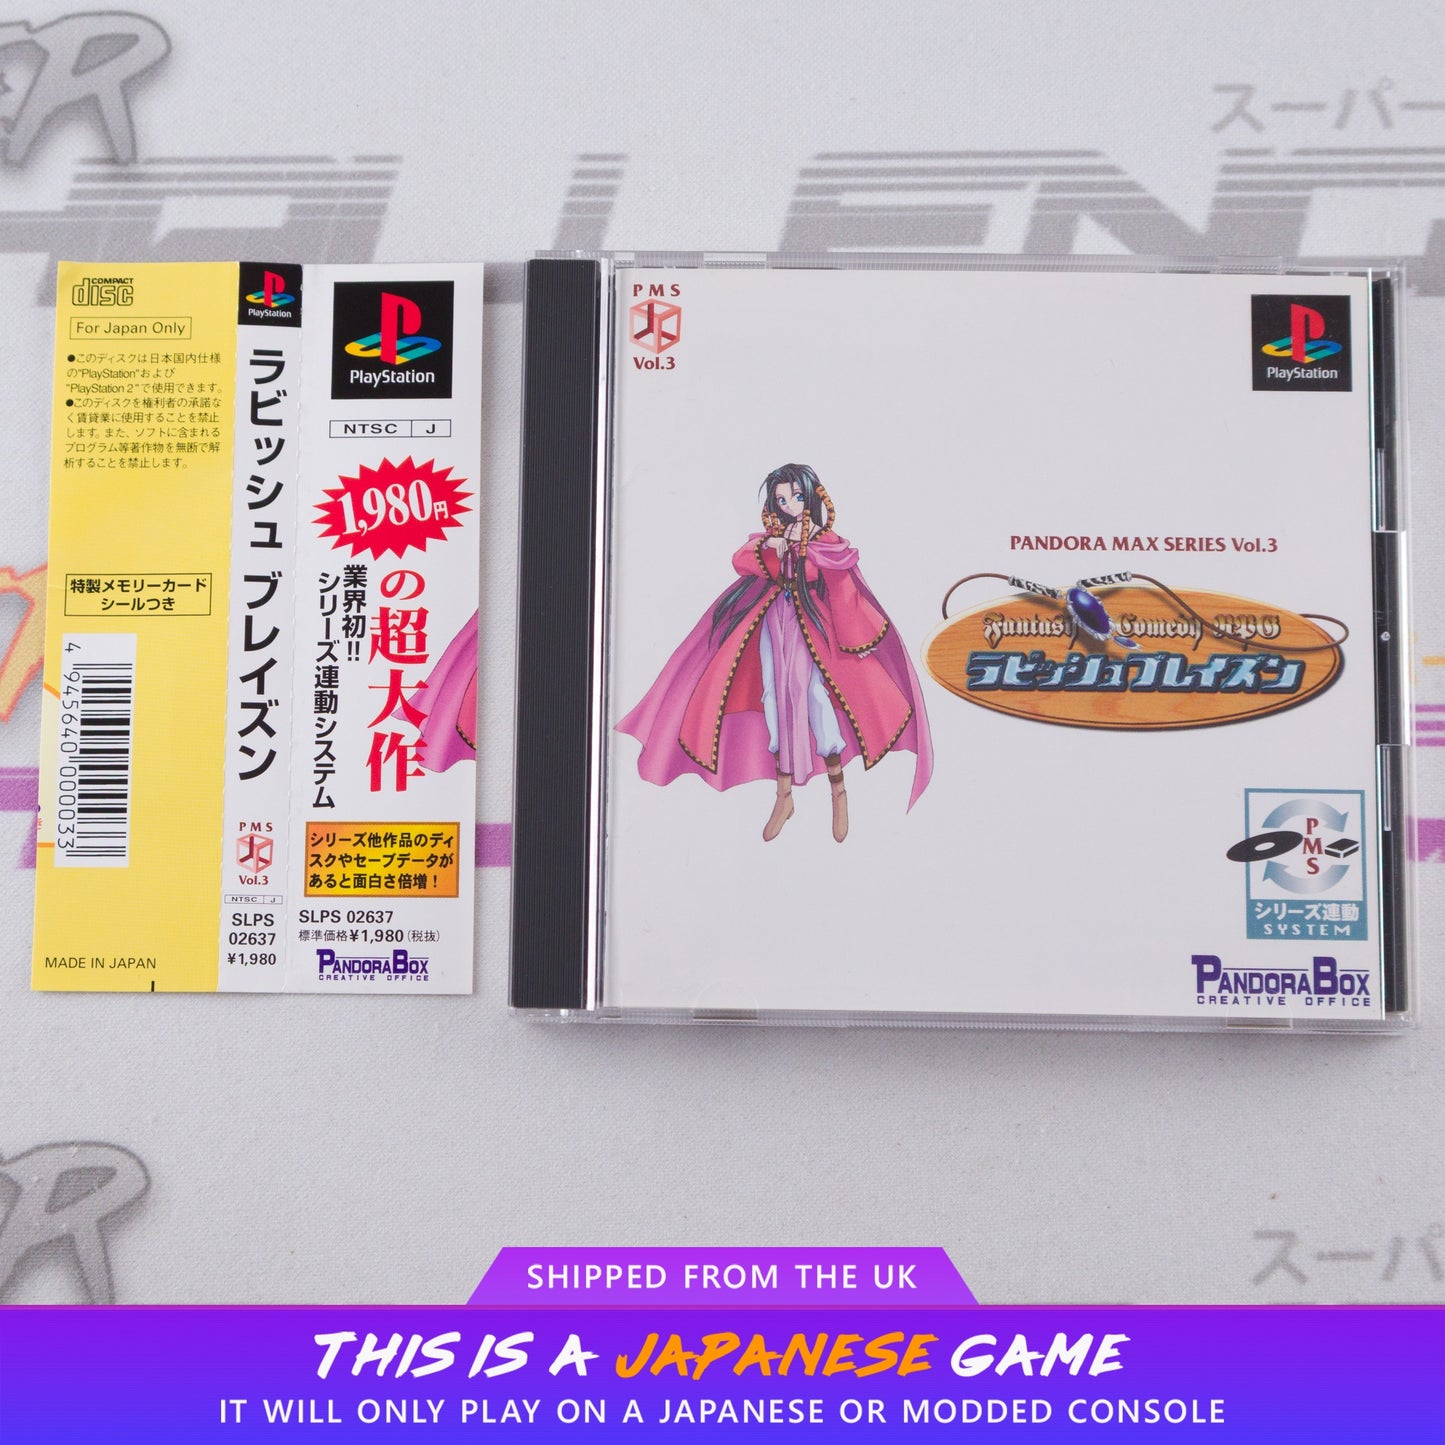 スーパー
COMPACT
disc
For Japan Only
●このディスクは日本国内仕様
の"PlayStation"および
"PlayStation 2"で使用できます。
●このディスクを権利者の承諾な
く賃貸業に使用することを禁止
します。また、ソフトに含まれる
プログラム等著作物を無断で解
析することを禁止します。
特製メモリーカード
シールつき
4 945640 000033
MADE IN JAPAN
PlayStation
ラビッシュ ブレイズン
PMS
Vol.3
NTSC J
SLPS
02637
¥1,980
PlayStation
NTSC J
1,980円
の超大作
業界初!!
シリーズ連動システム
シリーズ他作品のディ
スクやセーブデータが
あると面白さ倍増！
SLPS 02637
標準価格¥1,980(税抜)
PANDORABOX
CREATIVE OFFICE
PMS
Vol.3
PlayStation
PANDORA MAX SERIES Vol.3
Fantasy Comedy RPG
ラビッシュブレイズン
PMS
シリーズ連動
SYSTEM
PANDORABOX
CREATIVE OFFICE
スーパー
SHIPPED FROM THE UK
THIS IS A JAPANESE GAME
IT WILL ONLY PLAY ON A JAPANESE OR MODDED CONSOLE